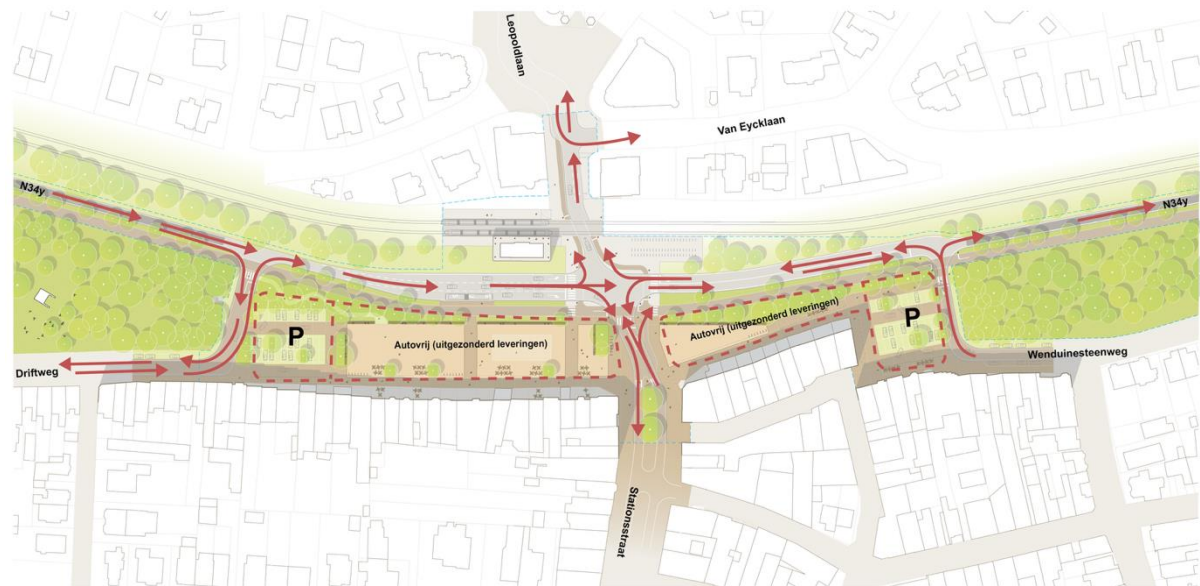 Leopoldlaan
Van Eycklaan
N34y
N34y
P
Autovrij (uitgezonderd leveringen)
Autovrij (uitgezonderd leveringen)
P
Driftweg
Wenduinesteenweg
Stationsstraat